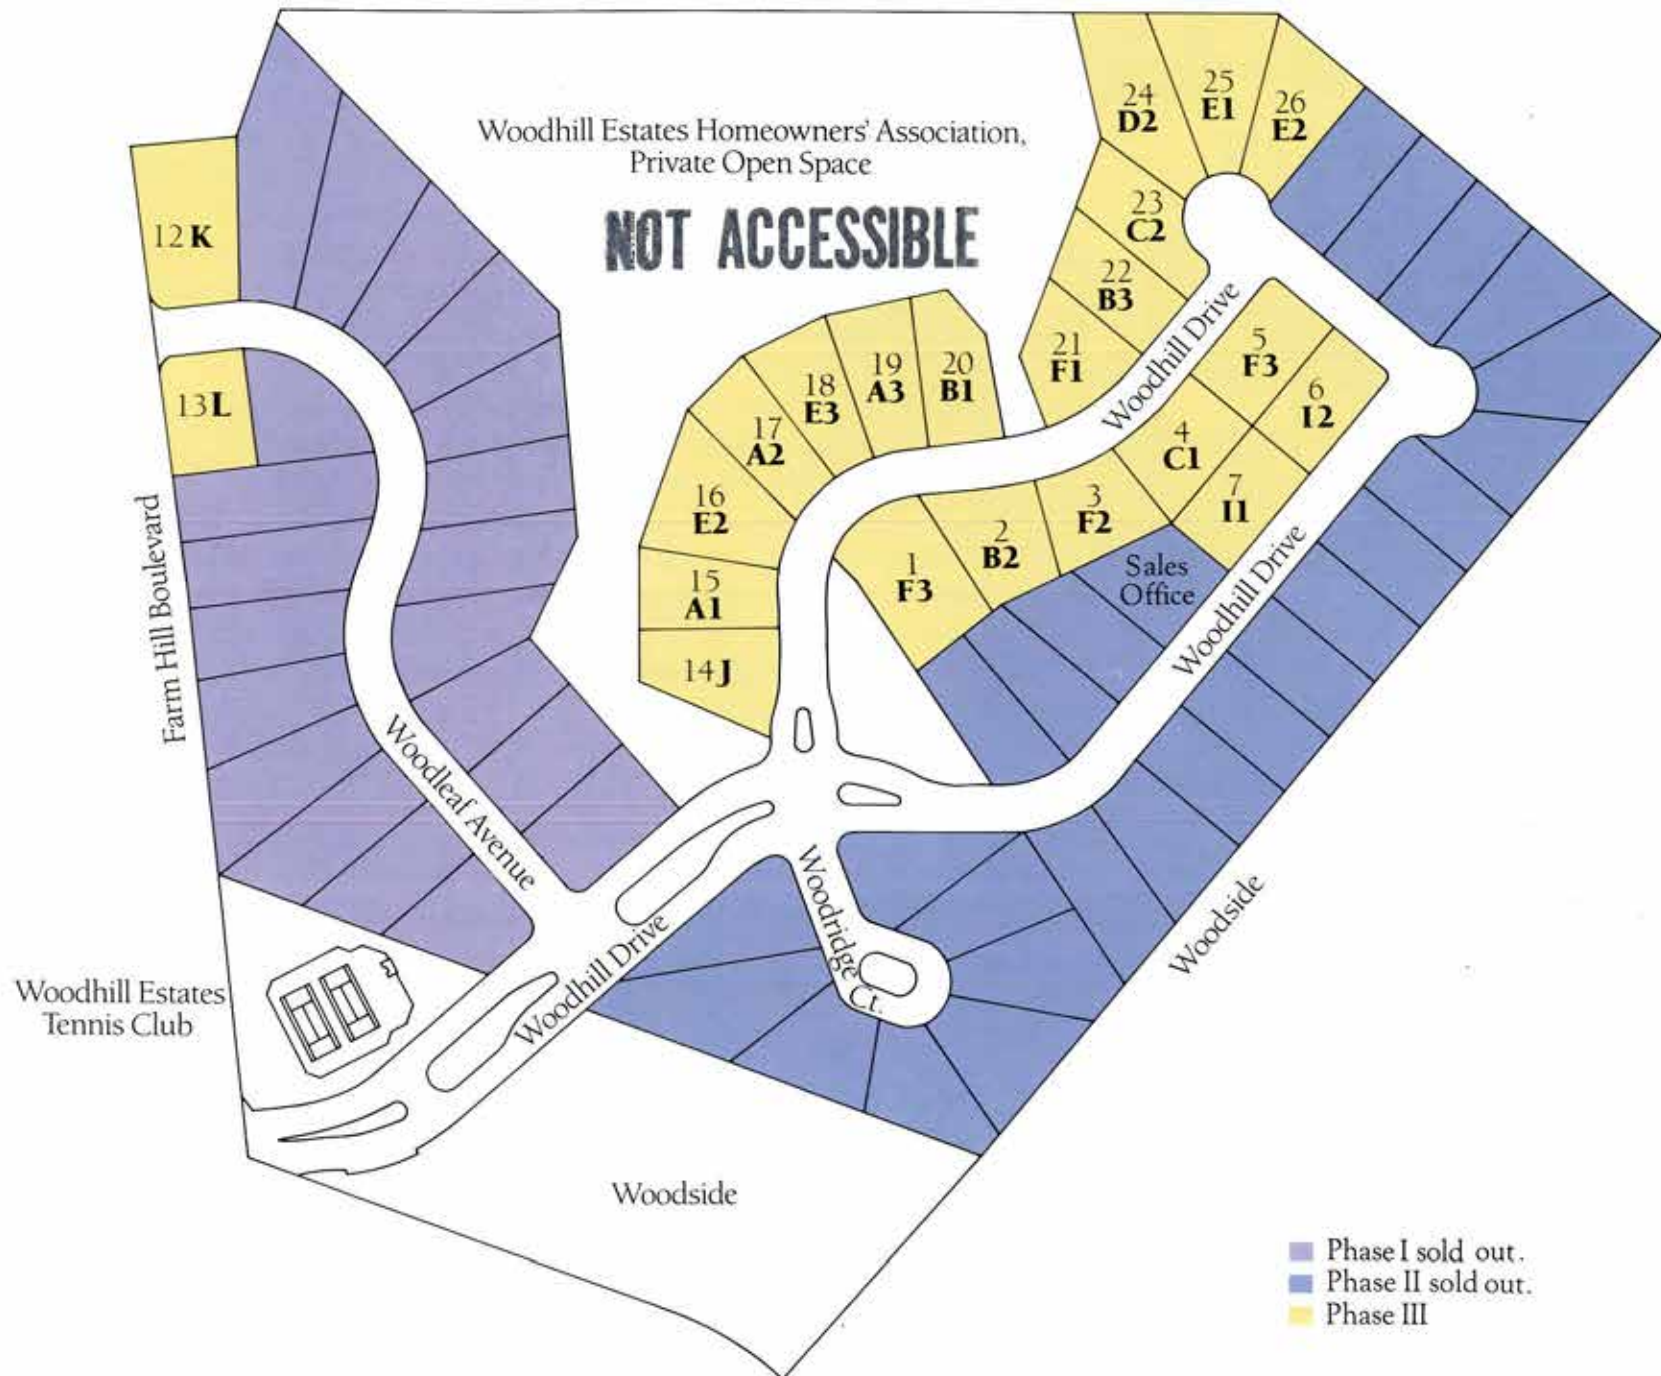 Woodhill Estates Homeowners' Association,
Private Open Space
NOT ACCESSIBLE
24
D2
25
E1
26
E2
23
C2
22
B3
21
F1
12 K
13 L
20
B1
19
A3
18
E3
17
A2
16
E2
15
A1
14 J
5
F3
6
I2
4
C1
7
I1
3
F2
2
B2
1
F3
Sales
Office
Woodhill Drive
Woodhill Drive
Farm Hill Boulevard
Woodleaf Avenue
Woodridge Ct.
Woodhill Drive
Woodside
Woodhill Estates
Tennis Club
Woodside
Phase I sold out.
Phase II sold out.
Phase III